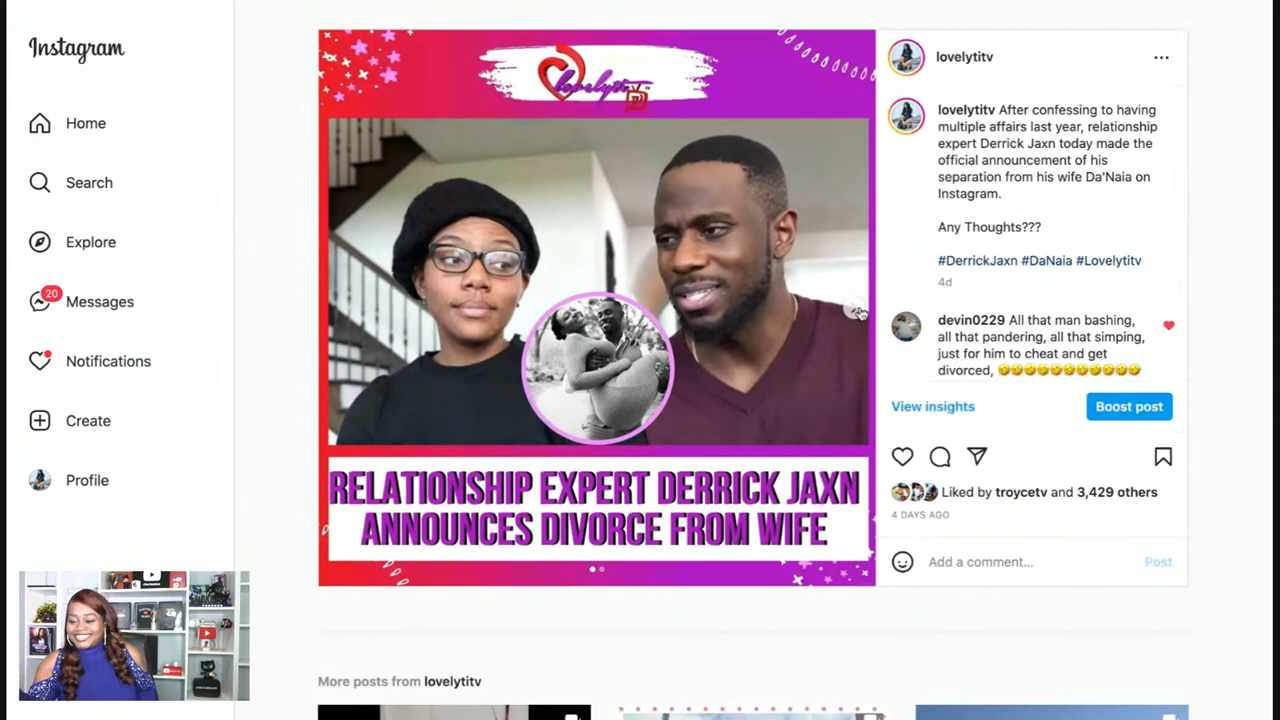 Instagram
Home
Search
Explore
20
Messages
Notifications
Create
Profile
lovelytitv
RELATIONSHIP EXPERT DERRICK JAXN
ANNOUNCES DIVORCE FROM WIFE
lovelytitv
lovelytitv After confessing to having
multiple affairs last year, relationship
expert Derrick Jaxn today made the
official announcement of his
separation from his wife Da'Naia on
Instagram.
Any Thoughts???
#DerrickJaxn #DaNaia #Lovelytitv
4d
devin0229 All that man bashing,
all that pandering, all that simping,
just for him to cheat and get
divorced, 🤣🤣🤣🤣🤣🤣🤣🤣🤣🤣🤣
View insights
Boost post
Liked by troycetv and 3,429 others
4 DAYS AGO
Add a comment...
Post
More posts from lovelytitv